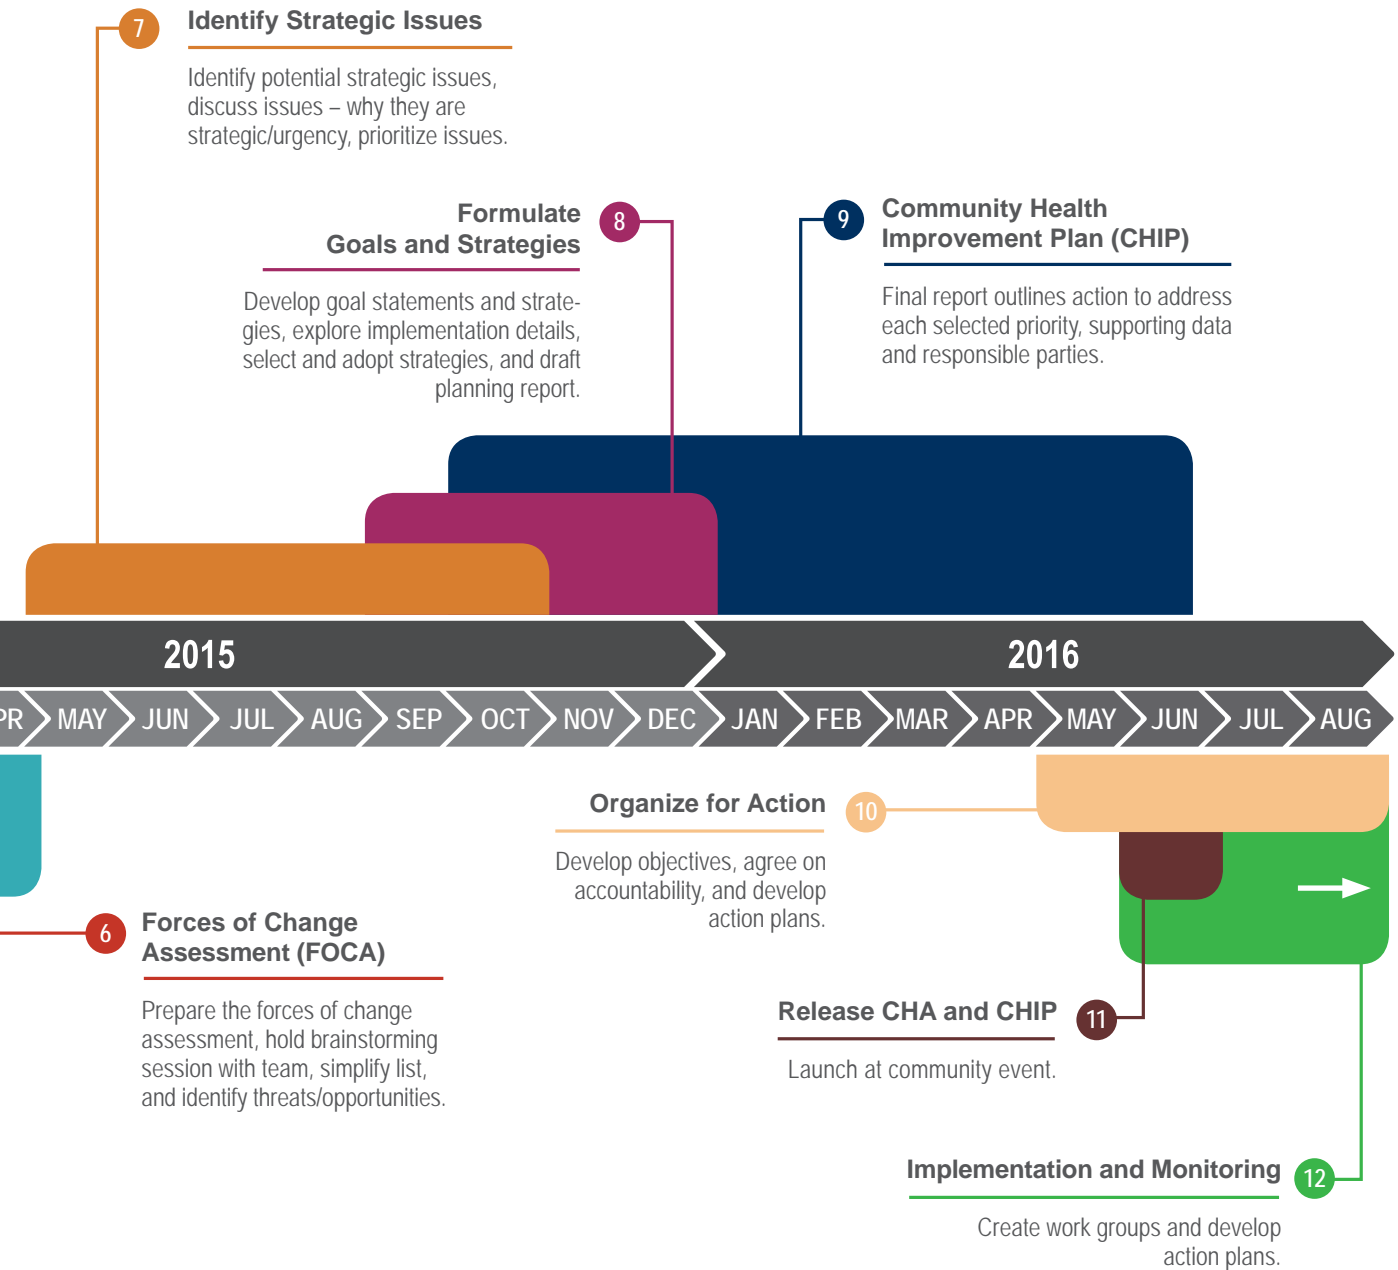 7
Identify Strategic Issues
Identify potential strategic issues,
discuss issues – why they are
strategic/urgency, prioritize issues.
8
Formulate
Goals and Strategies
Develop goal statements and strate-
gies, explore implementation details,
select and adopt strategies, and draft
planning report.
9
Community Health
Improvement Plan (CHIP)
Final report outlines action to address
each selected priority, supporting data
and responsible parties.
2015 2016
PR MAY JUN JUL AUG SEP OCT NOV DEC JAN FEB MAR APR MAY JUN JUL AUG
10
Organize for Action
Develop objectives, agree on
accountability, and develop
action plans.
6
Forces of Change
Assessment (FOCA)
Prepare the forces of change
assessment, hold brainstorming
session with team, simplify list,
and identify threats/opportunities.
11
Release CHA and CHIP
Launch at community event.
12
Implementation and Monitoring
Create work groups and develop
action plans.